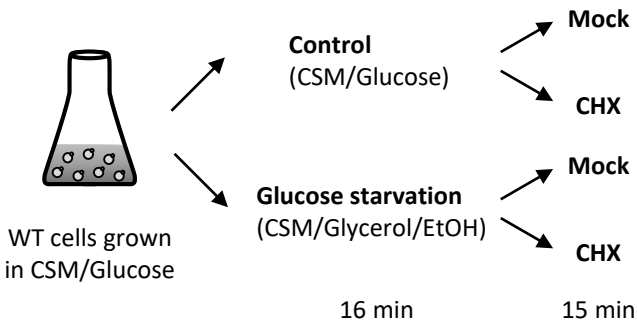 WT cells grown
in CSM/Glucose
Control
(CSM/Glucose)
Glucose starvation
(CSM/Glycerol/EtOH)
Mock
CHX
Mock
CHX
16 min
15 min